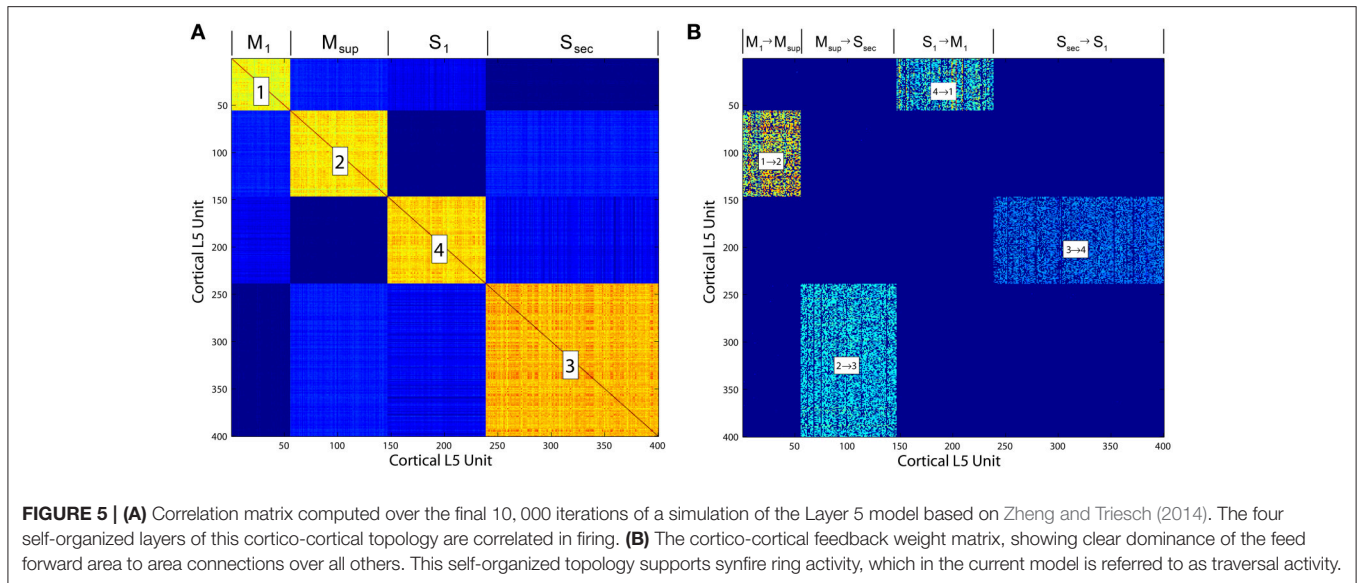 A
M1 Msup S1 Ssec
1
2
4
3
50
100
150
200
250
300
350
400
50 100 150 200 250 300 350 400
Cortical L5 Unit
Cortical L5 Unit
B
M1→Msup Msup→Ssec S1→M1 Ssec→S1
4→1
1→2
3→4
2→3
50
100
150
200
250
300
350
400
50 100 150 200 250 300 350 400
Cortical L5 Unit
Cortical L5 Unit
FIGURE 5 | (A) Correlation matrix computed over the final 10, 000 iterations of a simulation of the Layer 5 model based on Zheng and Triesch (2014). The four
self-organized layers of this cortico-cortical topology are correlated in firing. (B) The cortico-cortical feedback weight matrix, showing clear dominance of the feed
forward area to area connections over all others. This self-organized topology supports synfire ring activity, which in the current model is referred to as traversal activity.